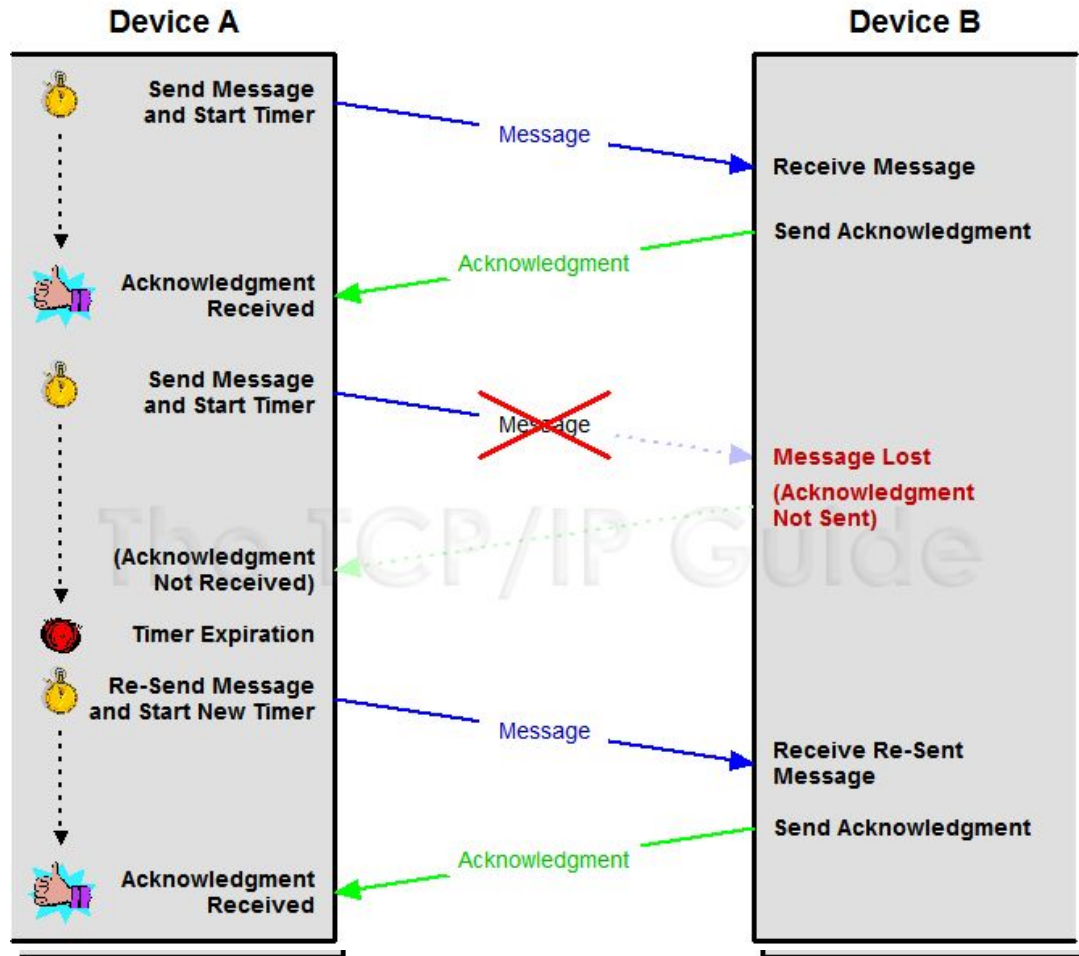 Device A
Device B
Send Message
and Start Timer
Message
Receive Message
Send Acknowledgment
Acknowledgment
Acknowledgment
Received
Send Message
and Start Timer
Message
Message Lost
(Acknowledgment
Not Sent)
The TCP/IP Guide
(Acknowledgment
Not Received)
Timer Expiration
Re-Send Message
and Start New Timer
Message
Receive Re-Sent
Message
Send Acknowledgment
Acknowledgment
Acknowledgment
Received